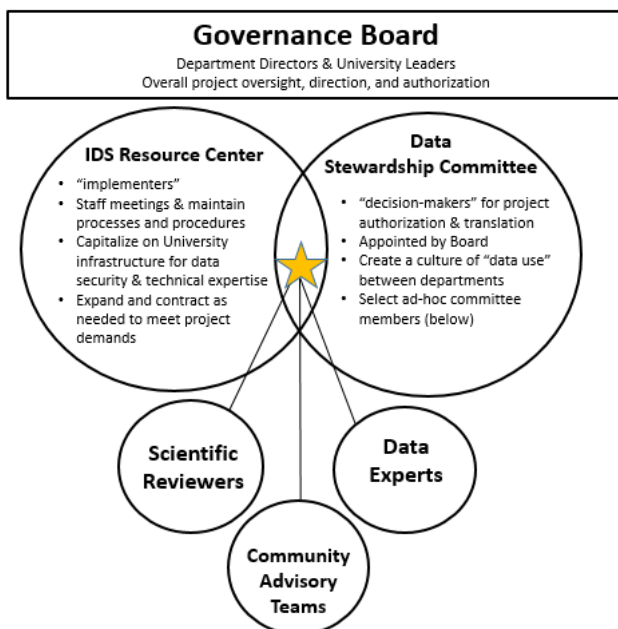 Governance Board
Department Directors & University Leaders
Overall project oversight, direction, and authorization
IDS Resource Center
• “implementers”
• Staff meetings & maintain
processes and procedures
• Capitalize on University
infrastructure for data
security & technical expertise
• Expand and contract as
needed to meet project
demands
Data
Stewardship Committee
• “decision-makers” for project
authorization & translation
• Appointed by Board
• Create a culture of “data use”
between departments
• Select ad-hoc committee
members (below)
Scientific
Reviewers
Data
Experts
Community
Advisory
Teams